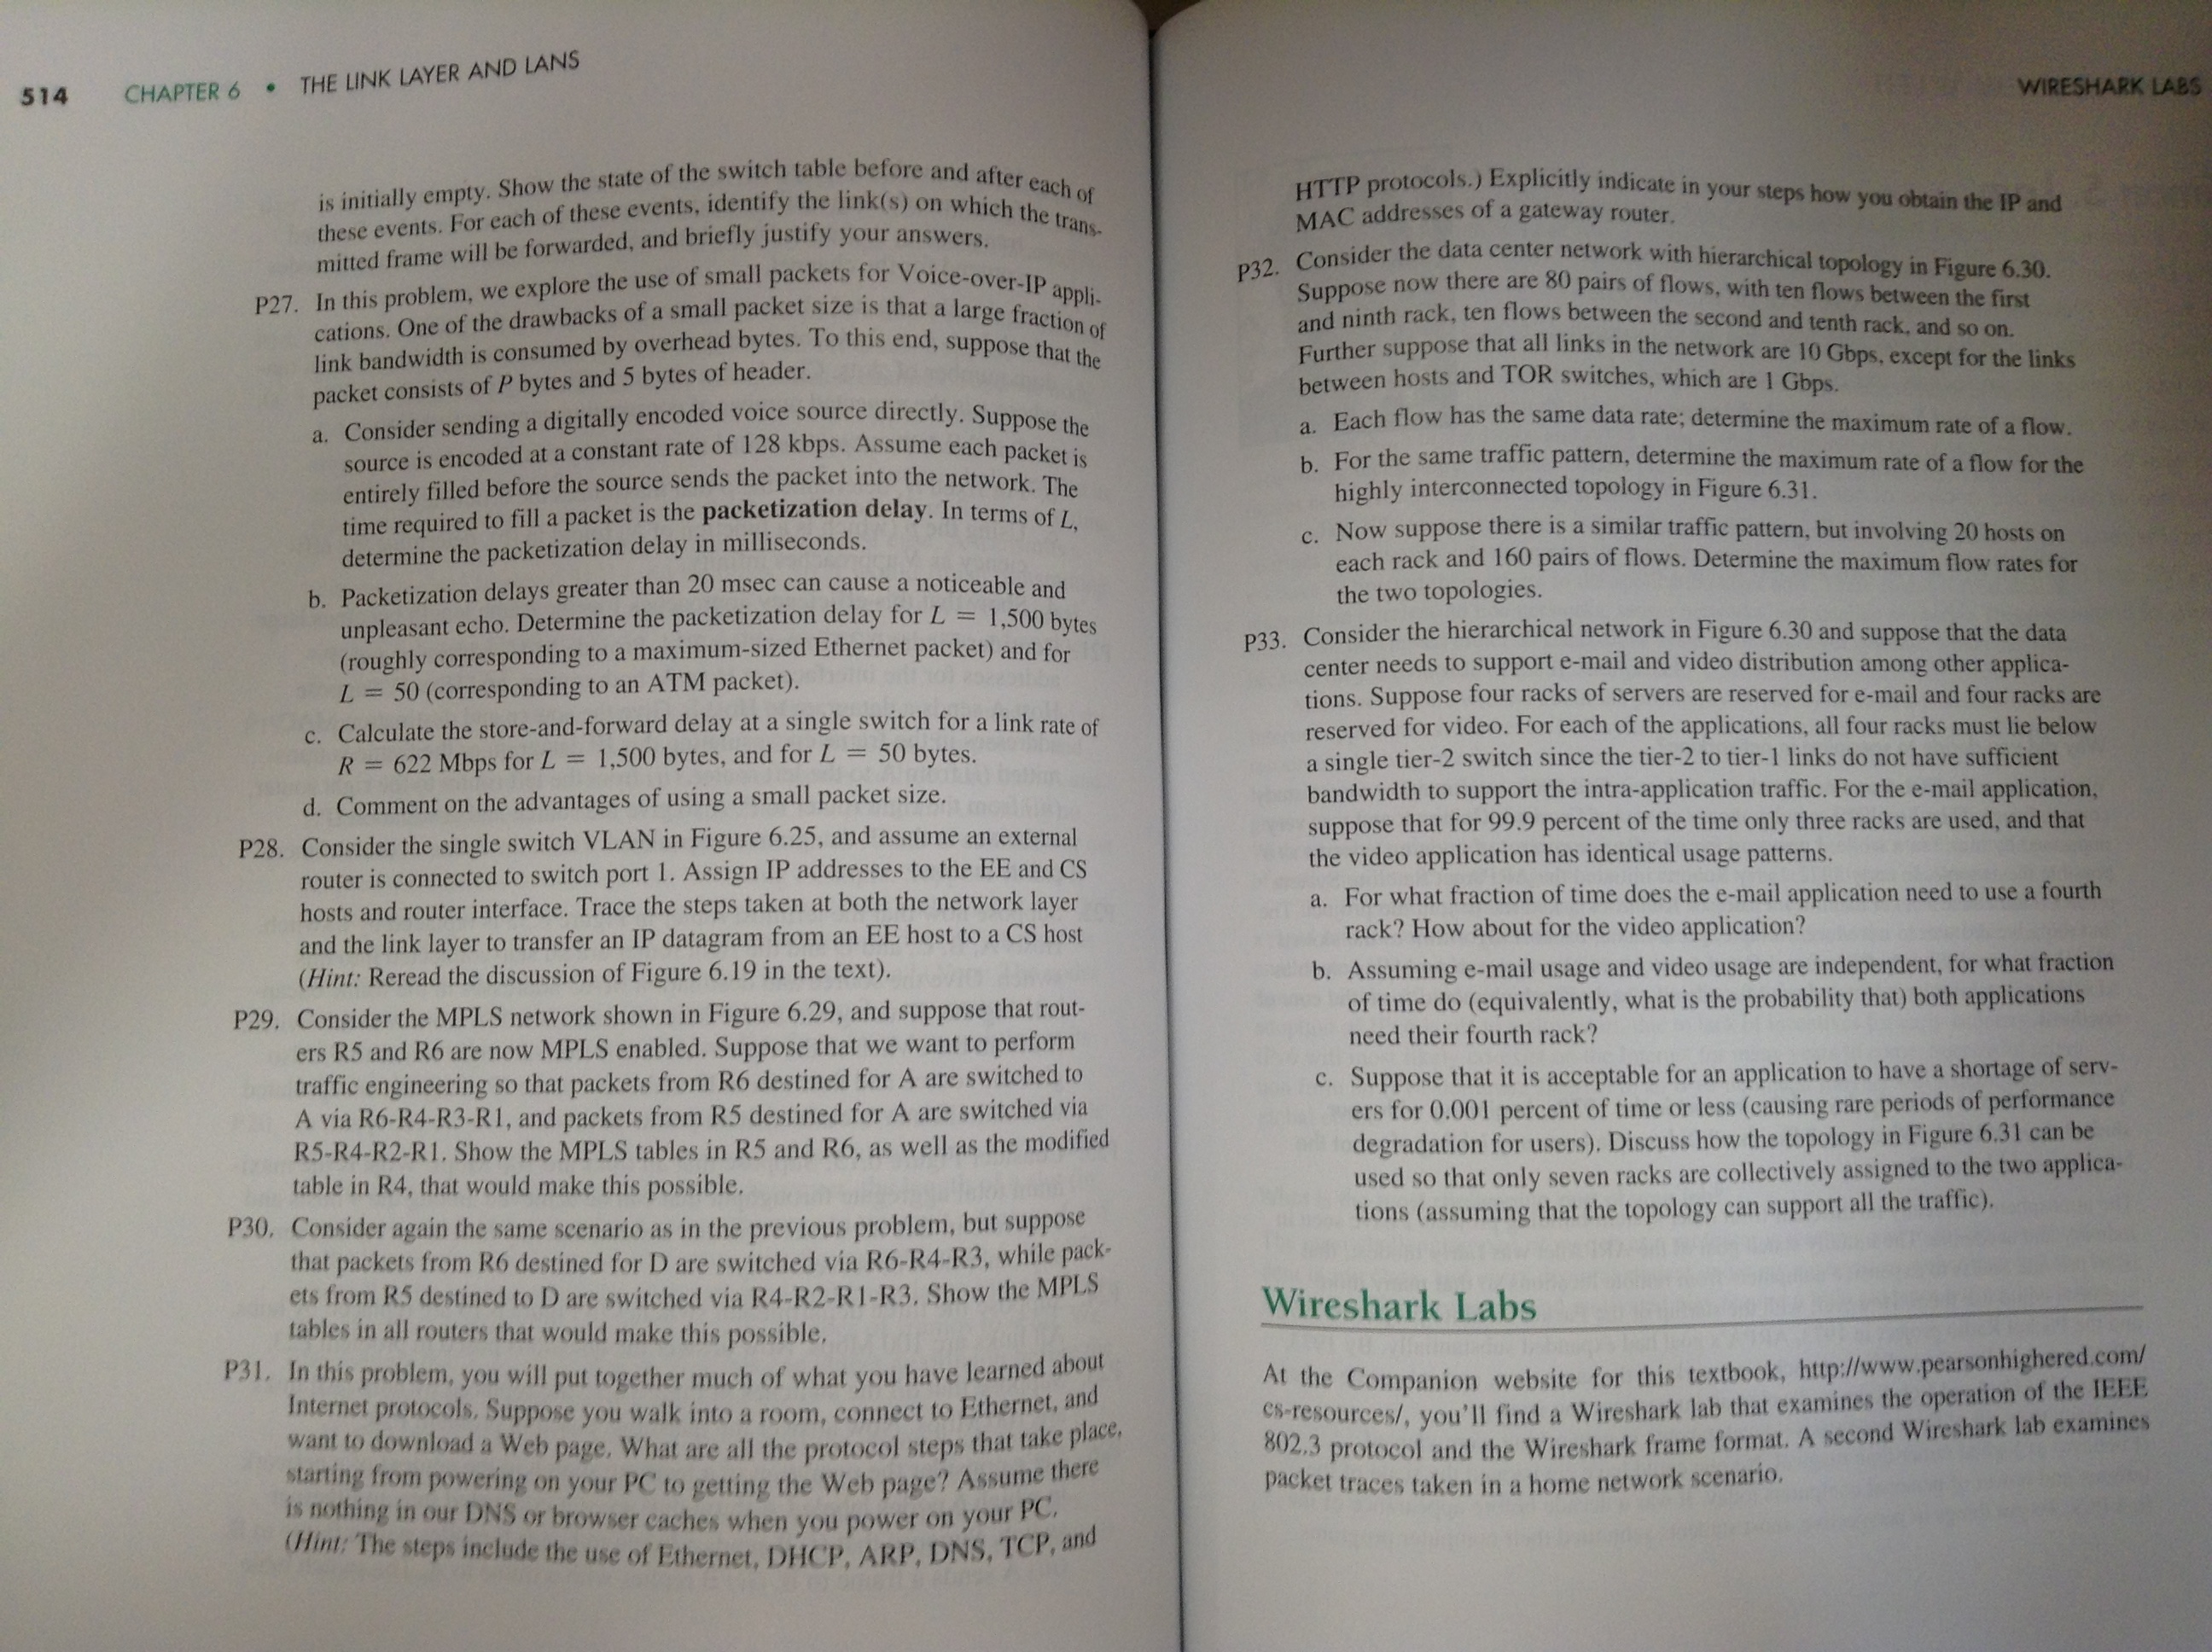 514 CHAPTER 6 • THE LINK LAYER AND LANS
is initially empty. Show the state of the switch table before and after each of
these events. For each of these events, identify the link(s) on which the trans-
mitted frame will be forwarded, and briefly justify your answers.
P27. In this problem, we explore the use of small packets for Voice-over-IP appli-
cations. One of the drawbacks of a small packet size is that a large fraction of
link bandwidth is consumed by overhead bytes. To this end, suppose that the
packet consists of P bytes and 5 bytes of header.
a. Consider sending a digitally encoded voice source directly. Suppose the
source is encoded at a constant rate of 128 kbps. Assume each packet is
entirely filled before the source sends the packet into the network. The
time required to fill a packet is the packetization delay. In terms of L,
determine the packetization delay in milliseconds.
b. Packetization delays greater than 20 msec can cause a noticeable and
unpleasant echo. Determine the packetization delay for L = 1,500 bytes
(roughly corresponding to a maximum-sized Ethernet packet) and for
L = 50 (corresponding to an ATM packet).
c. Calculate the store-and-forward delay at a single switch for a link rate of
R = 622 Mbps for L = 1,500 bytes, and for L = 50 bytes.
d. Comment on the advantages of using a small packet size.
P28. Consider the single switch VLAN in Figure 6.25, and assume an external
router is connected to switch port 1. Assign IP addresses to the EE and CS
hosts and router interface. Trace the steps taken at both the network layer
and the link layer to transfer an IP datagram from an EE host to a CS host
(Hint: Reread the discussion of Figure 6.19 in the text).
P29. Consider the MPLS network shown in Figure 6.29, and suppose that rout-
ers R5 and R6 are now MPLS enabled. Suppose that we want to perform
traffic engineering so that packets from R6 destined for A are switched to
A via R6-R4-R3-R1, and packets from R5 destined for A are switched via
R5-R4-R2-R1. Show the MPLS tables in R5 and R6, as well as the modified
table in R4, that would make this possible.
P30. Consider again the same scenario as in the previous problem, but suppose
that packets from R6 destined for D are switched via R6-R4-R3, while pack-
ets from R5 destined to D are switched via R4-R2-R1-R3. Show the MPLS
tables in all routers that would make this possible.
P31. In this problem, you will put together much of what you have learned about
Internet protocols. Suppose you walk into a room, connect to Ethernet, and
want to download a Web page. What are all the protocol steps that take place,
starting from powering on your PC to getting the Web page? Assume there
is nothing in our DNS or browser caches when you power on your PC.
(Hint: The steps include the use of Ethernet, DHCP, ARP, DNS, TCP, and
WIRESHARK LABS
HTTP protocols.) Explicitly indicate in your steps how you obtain the IP and
MAC addresses of a gateway router.
P32. Consider the data center network with hierarchical topology in Figure 6.30.
Suppose now there are 80 pairs of flows, with ten flows between the first
and ninth rack, ten flows between the second and tenth rack, and so on.
Further suppose that all links in the network are 10 Gbps, except for the links
between hosts and TOR switches, which are 1 Gbps.
a. Each flow has the same data rate; determine the maximum rate of a flow.
b. For the same traffic pattern, determine the maximum rate of a flow for the
highly interconnected topology in Figure 6.31.
c. Now suppose there is a similar traffic pattern, but involving 20 hosts on
each rack and 160 pairs of flows. Determine the maximum flow rates for
the two topologies.
P33. Consider the hierarchical network in Figure 6.30 and suppose that the data
center needs to support e-mail and video distribution among other applica-
tions. Suppose four racks of servers are reserved for e-mail and four racks are
reserved for video. For each of the applications, all four racks must lie below
a single tier-2 switch since the tier-2 to tier-1 links do not have sufficient
bandwidth to support the intra-application traffic. For the e-mail application,
suppose that for 99.9 percent of the time only three racks are used, and that
the video application has identical usage patterns.
a. For what fraction of time does the e-mail application need to use a fourth
rack? How about for the video application?
b. Assuming e-mail usage and video usage are independent, for what fraction
of time do (equivalently, what is the probability that) both applications
need their fourth rack?
c. Suppose that it is acceptable for an application to have a shortage of serv-
ers for 0.001 percent of time or less (causing rare periods of performance
degradation for users). Discuss how the topology in Figure 6.31 can be
used so that only seven racks are collectively assigned to the two applica-
tions (assuming that the topology can support all the traffic).
Wireshark Labs
At the Companion website for this textbook, http://www.pearsonhighered.com/
cs-resources/, you'll find a Wireshark lab that examines the operation of the IEEE
802.3 protocol and the Wireshark frame format. A second Wireshark lab examines
packet traces taken in a home network scenario.